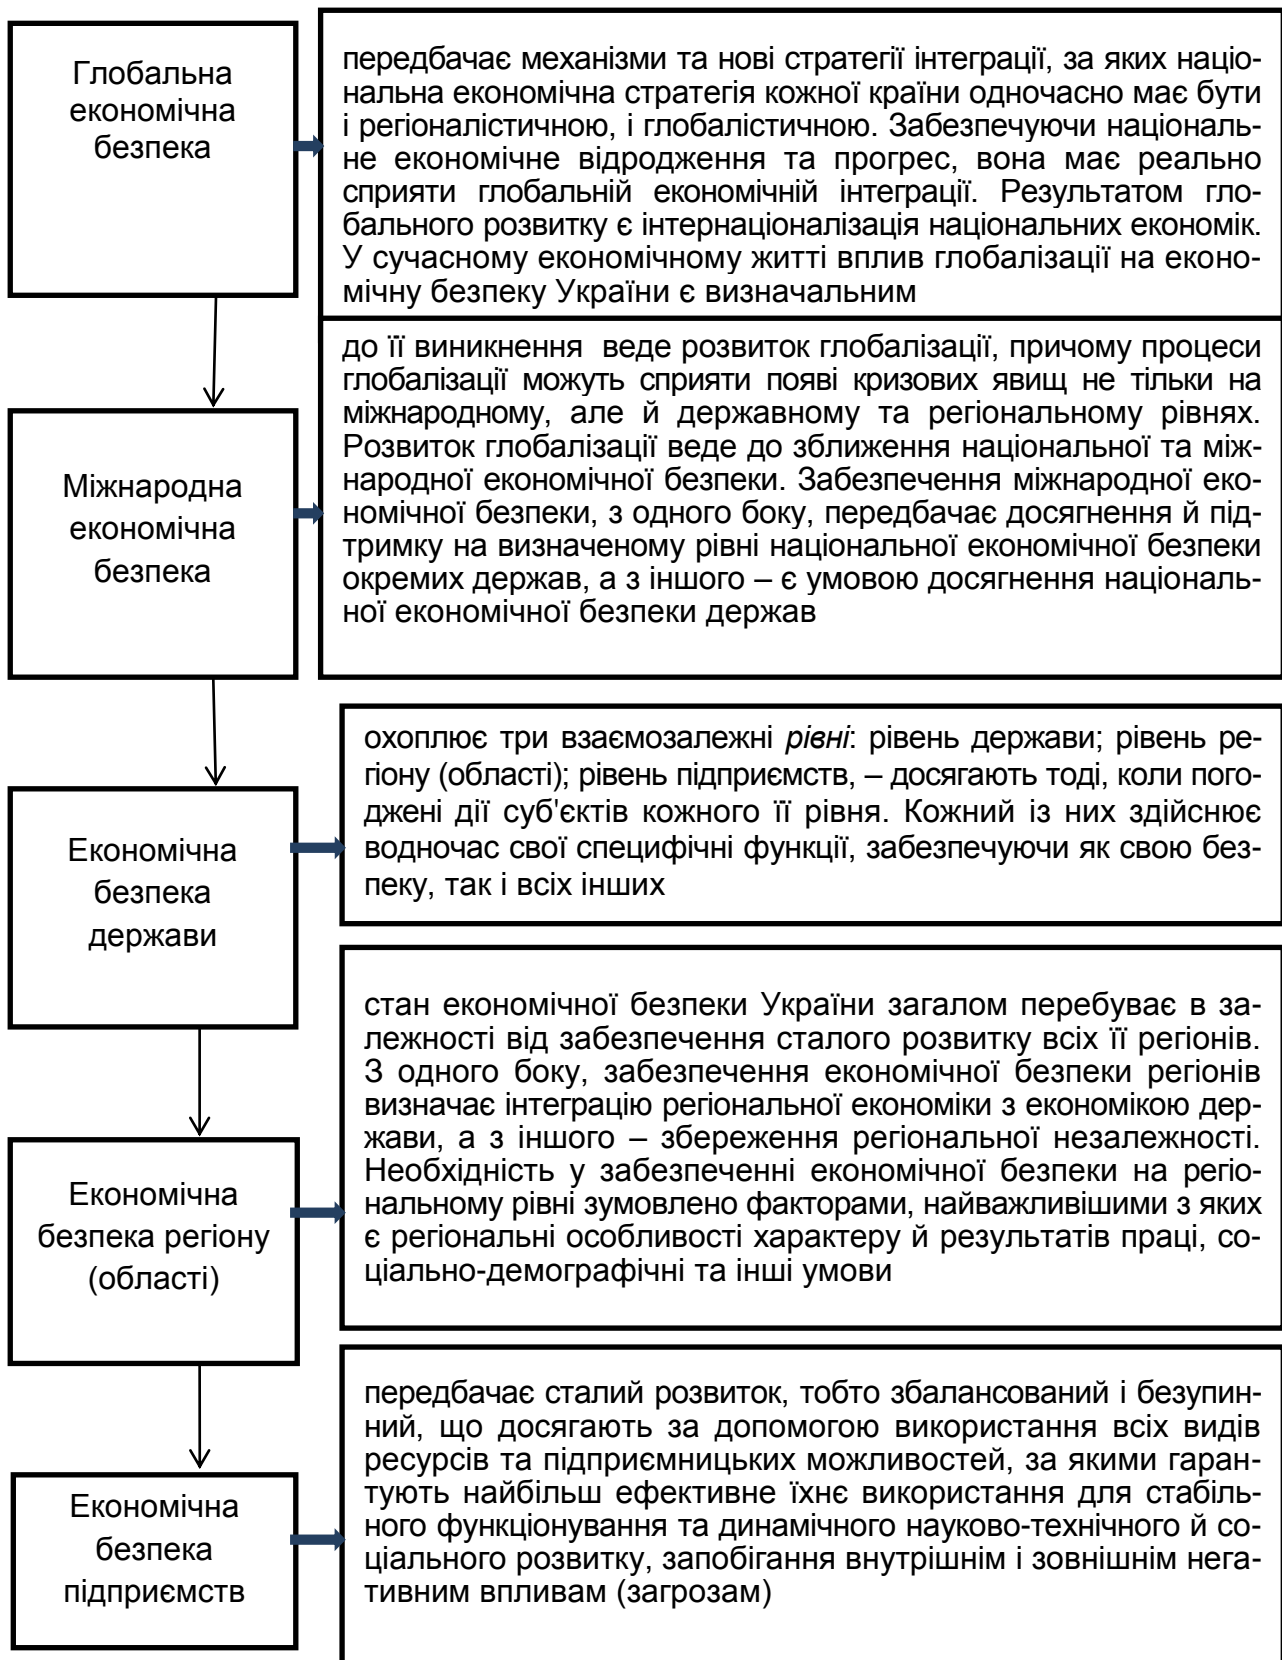 Глобальна
економічна
безпека
передбачає механізми та нові стратегії інтеграції, за яких націо-
нальна економічна стратегія кожної країни одночасно має бути
і регіоналістичною, і глобалістичною. Забезпечуючи національ-
не економічне відродження та прогрес, вона має реально
сприяти глобальній економічній інтеграції. Результатом гло-
бального розвитку є інтернаціоналізація національних економік.
У сучасному економічному житті вплив глобалізації на еконо-
мічну безпеку України є визначальним
Міжнародна
економічна
безпека
до її виникнення веде розвиток глобалізації, причому процеси
глобалізації можуть сприяти появі кризових явищ не тільки на
міжнародному, але й державному та регіональному рівнях.
Розвиток глобалізації веде до зближення національної та між-
народної економічної безпеки. Забезпечення міжнародної еко-
номічної безпеки, з одного боку, передбачає досягнення й під-
тримку на визначеному рівні національної економічної безпеки
окремих держав, а з іншого – є умовою досягнення національ-
ної економічної безпеки держав
Економічна
безпека
держави
охоплює три взаємозалежні рівні: рівень держави; рівень ре-
гіону (області); рівень підприємств, – досягають тоді, коли пого-
джені дії суб'єктів кожного її рівня. Кожний із них здійснює
водночас свої специфічні функції, забезпечуючи як свою без-
пеку, так і всіх інших
Економічна
безпека регіону
(області)
стан економічної безпеки України загалом перебуває в за-
лежності від забезпечення сталого розвитку всіх її регіонів.
З одного боку, забезпечення економічної безпеки регіонів
визначає інтеграцію регіональної економіки з економікою дер-
жави, а з іншого – збереження регіональної незалежності.
Необхідність у забезпеченні економічної безпеки на регіо-
нальному рівні зумовлено факторами, найважливішими з яких
є регіональні особливості характеру й результатів праці, со-
ціально-демографічні та інші умови
Економічна
безпека
підприємств
передбачає сталий розвиток, тобто збалансований і безупин-
ний, що досягають за допомогою використання всіх видів
ресурсів та підприємницьких можливостей, за якими гаран-
тують найбільш ефективне їхнє використання для стабіль-
ного функціонування та динамічного науково-технічного й со-
ціального розвитку, запобігання внутрішнім і зовнішнім нега-
тивним впливам (загрозам)